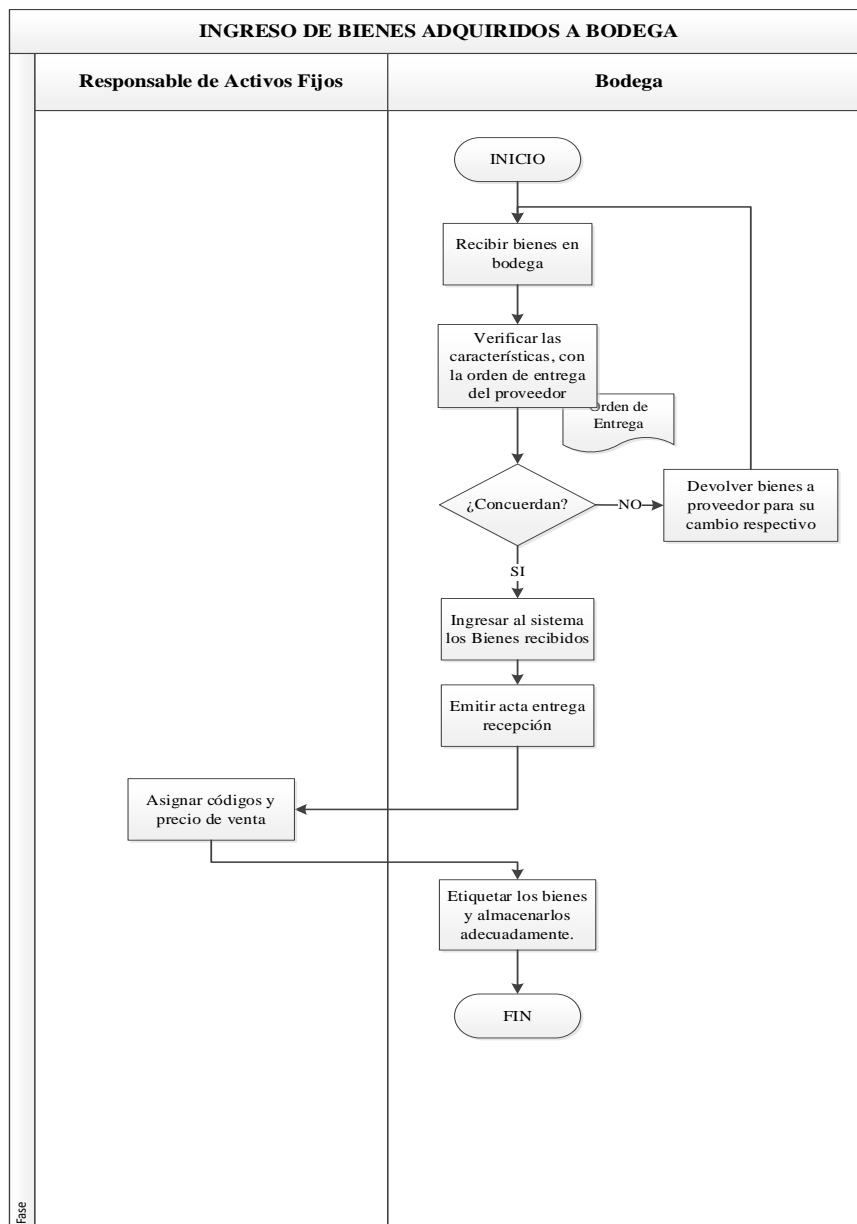 INGRESO DE BIENES ADQUIRIDOS A BODEGA
Responsable de Activos Fijos
Bodega
INICIO
Recibir bienes en
bodega
Verificar las
características, con
la orden de entrega
del proveedor
Orden de
Entrega
¿Concuerdan?
NO
Devolver bienes a
proveedor para su
cambio respectivo
SI
Ingresar al sistema
los Bienes recibidos
Emitir acta entrega
recepción
Asignar códigos y
precio de venta
Etiquetar los bienes
y almacenarlos
adecuadamente.
FIN
Fase